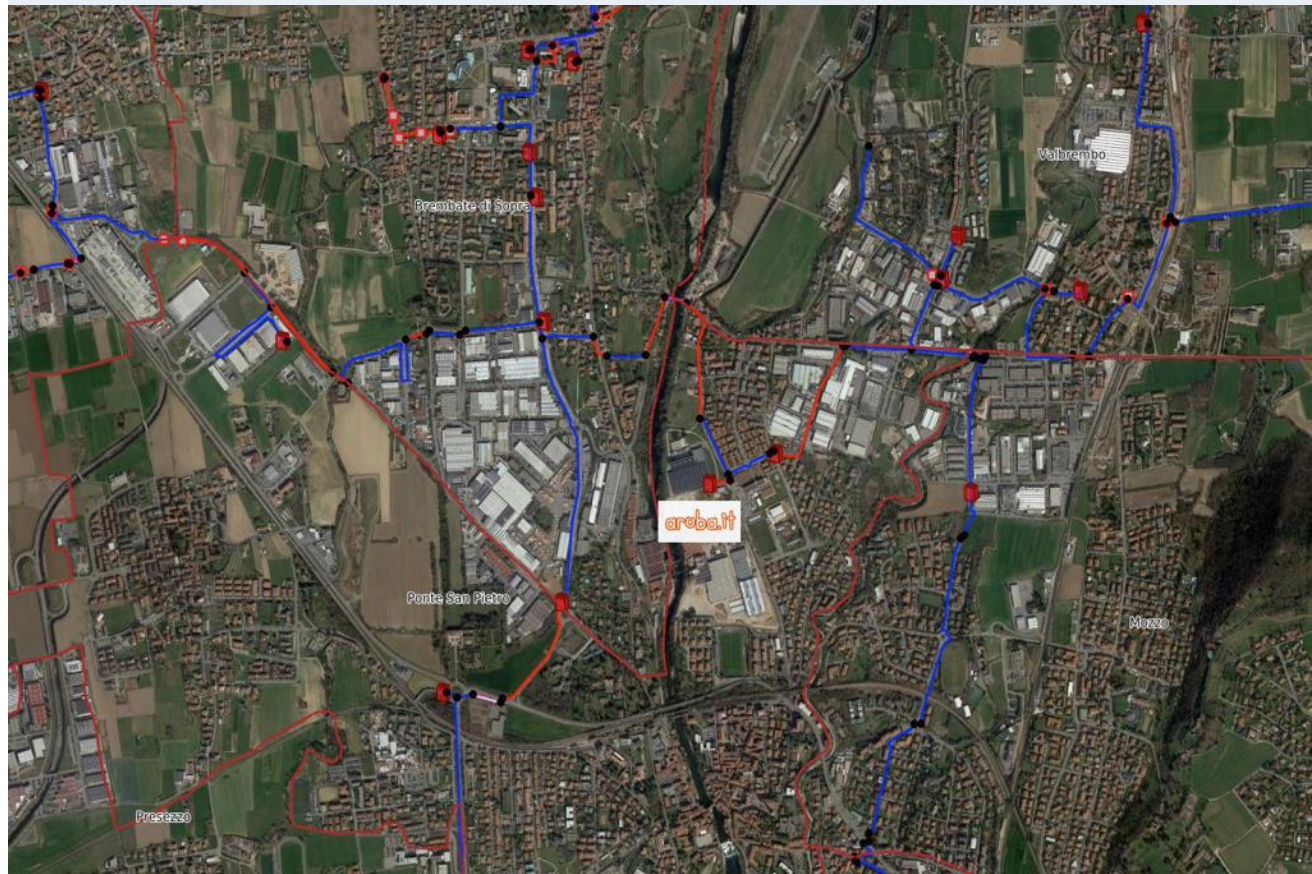 Valbrembo
Brembate di Sopra
aruba.it
Ponte San Pietro
Mozzo
Presezzo